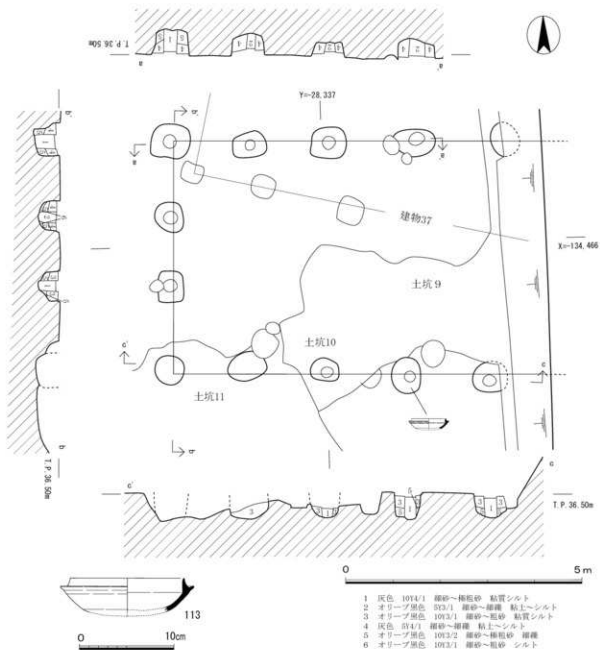 T.P.36.50m
a'
a
Y=-28,337
b'
b'
a
a'
建物37
X=-134,466
土坑9
土坑10
c'
土坑11
c
b
b
T.P.36.50m
c'
c
T.P.36.50m
113
0 10cm
0 5m
1 灰色 10Y4/1 細砂~極粗砂 粘質シルト
2 オリーブ黒色 5Y3/1 細砂~細礫 粘土~シルト
3 オリーブ黒色 10Y3/1 細砂~粗砂 粘質シルト
4 灰色 5Y4/1 細砂~細礫 粘土~シルト
5 オリーブ黒色 10Y3/2 細砂~極粗砂 細礫
6 オリーブ黒色 10Y3/1 細砂~粗砂 シルト